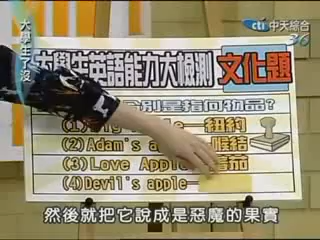 cti 中天綜合
36
大學生了沒
大學生英語能力大檢測 文化題
別是指何物品?
(1) 紐約
(2)Adam's a 喉結
(3)Love Apple 番茄
(4)Devil's apple—
然後就把它說成是惡魔的果實